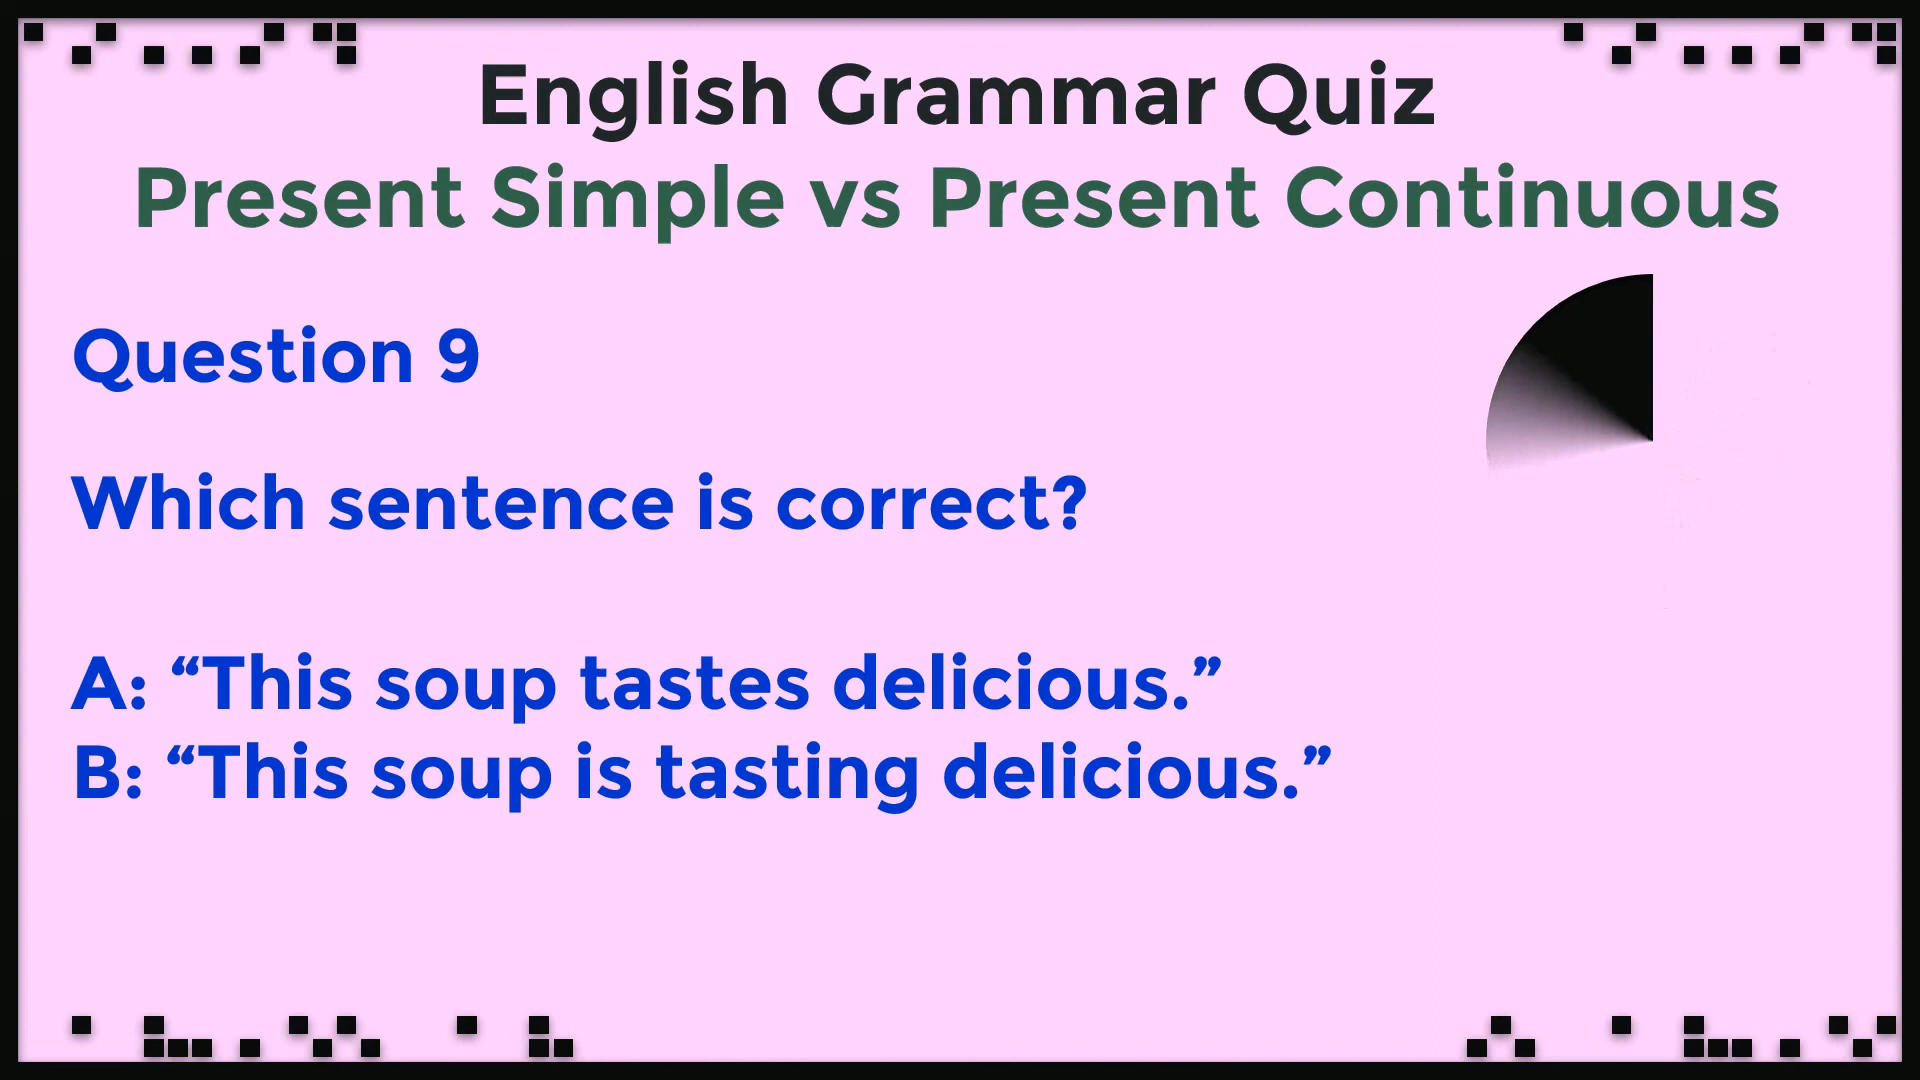 English Grammar Quiz
Present Simple vs Present Continuous
Question 9
Which sentence is correct?
A: “This soup tastes delicious.”
B: “This soup is tasting delicious.”